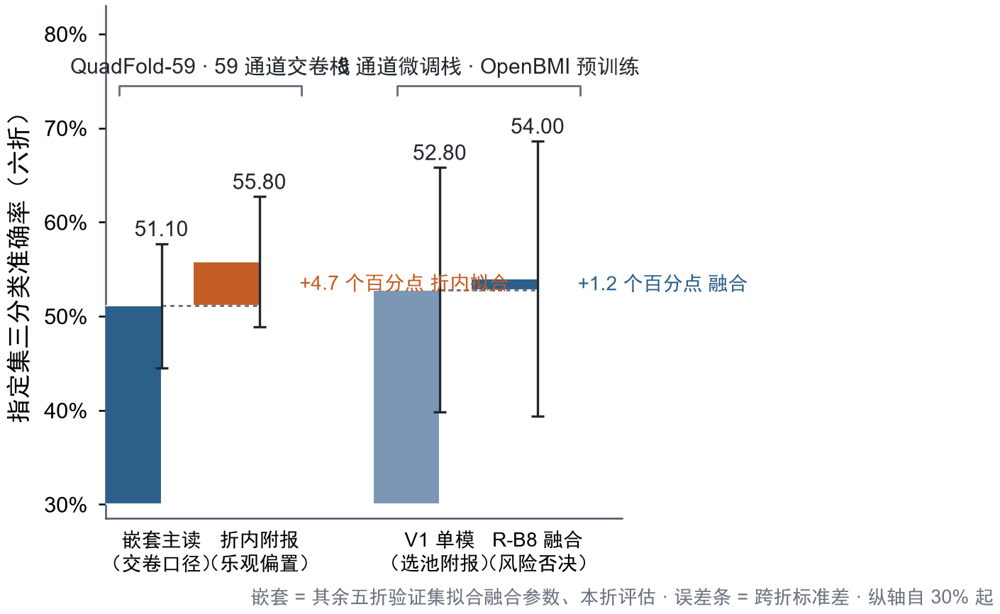 80%
QuadFold-59 · 59 通道交卷栈
8 通道微调栈 · OpenBMI 预训练
70%
60%
50%
40%
30%
指定集三分类准确率（六折）
51.10
55.80
52.80
54.00
+4.7 个百分点 折内拟合
+1.2 个百分点 融合
嵌套主读
（交卷口径）
折内附报
（乐观偏置）
V1 单模
（选池附报）
R-B8 融合
（风险否决）
嵌套 = 其余五折验证集拟合融合参数、本折评估 · 误差条 = 跨折标准差 · 纵轴自 30% 起